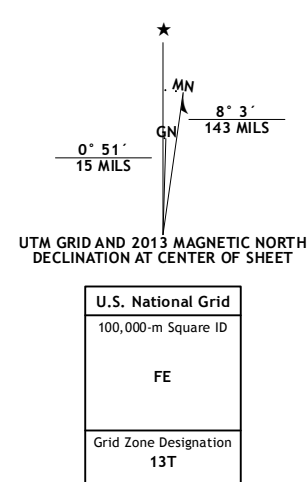 ★
MN
8° 3´
143 MILS
GN
0° 51´
15 MILS
UTM GRID AND 2013 MAGNETIC NORTH
DECLINATION AT CENTER OF SHEET
U.S. National Grid
100,000-m Square ID
FE
Grid Zone Designation
13T